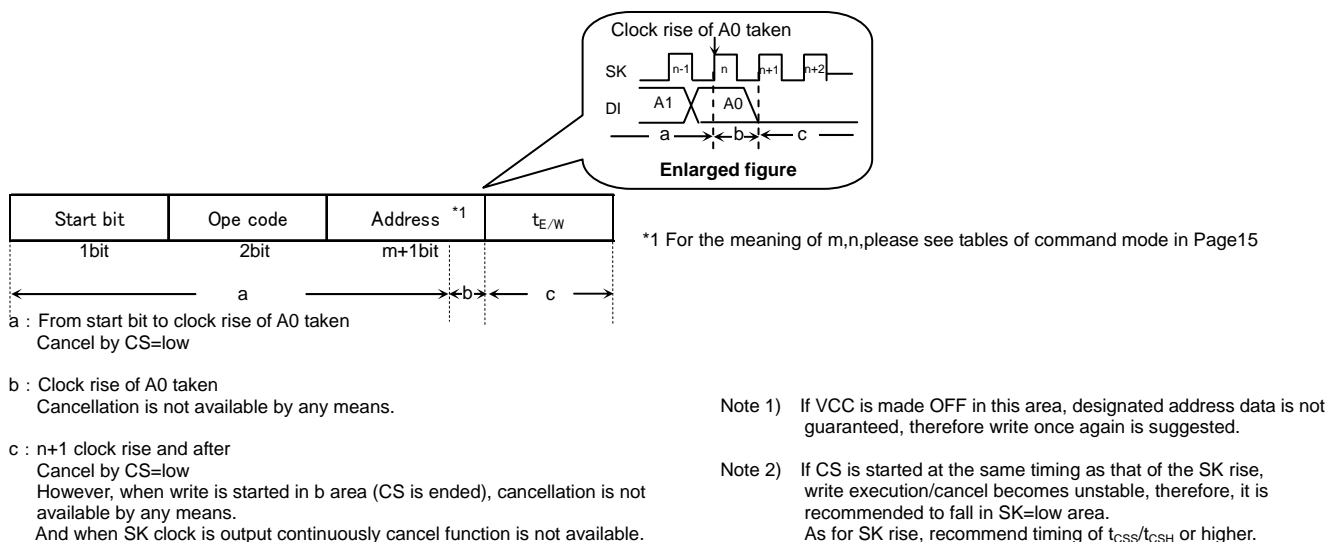 Clock rise of A0 taken
SK n-1 n n+1 n+2
DI A1 A0
a b c
Enlarged figure
Start bit Ope code Address *1 tE/W
1bit 2bit m+1bit
*1 For the meaning of m,n,please see tables of command mode in Page15
a b c
a : From start bit to clock rise of A0 taken
Cancel by CS=low
b : Clock rise of A0 taken
Cancellation is not available by any means.
c : n+1 clock rise and after
Cancel by CS=low
However, when write is started in b area (CS is ended), cancellation is not
available by any means.
And when SK clock is output continuously cancel function is not available.
Note 1) If VCC is made OFF in this area, designated address data is not
guaranteed, therefore write once again is suggested.
Note 2) If CS is started at the same timing as that of the SK rise,
write execution/cancel becomes unstable, therefore, it is
recommended to fall in SK=low area.
As for SK rise, recommend timing of tCSS/tCSH or higher.